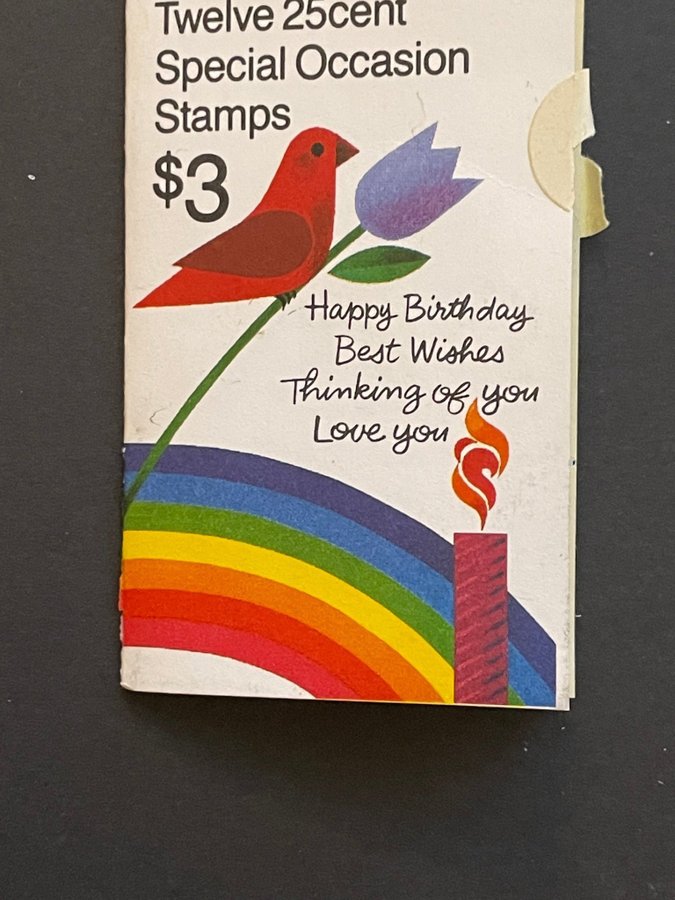 Twelve 25cent
Special Occasion
Stamps
$3
Happy Birthday
Best Wishes
Thinking of you
Love you